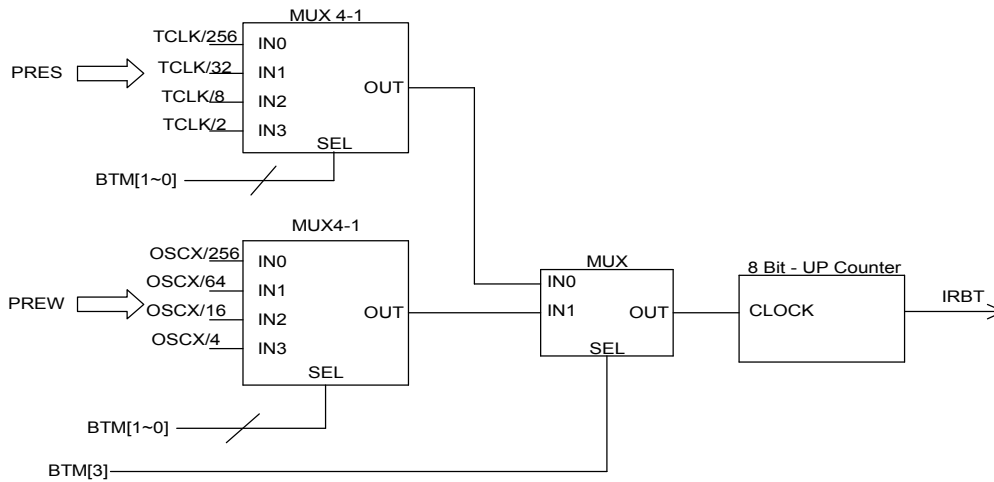 MUX 4-1
TCLK/256
IN0
PRES
TCLK/32
IN1
OUT
TCLK/8
IN2
TCLK/2
IN3
SEL
BTM[1~0]
MUX4-1
OSCX/256
IN0
PREW
OSCX/64
IN1
OUT
OSCX/16
IN2
OSCX/4
IN3
SEL
BTM[1~0]
MUX
IN0
IN1
OUT
SEL
8 Bit - UP Counter
CLOCK
IRBT
BTM[3]